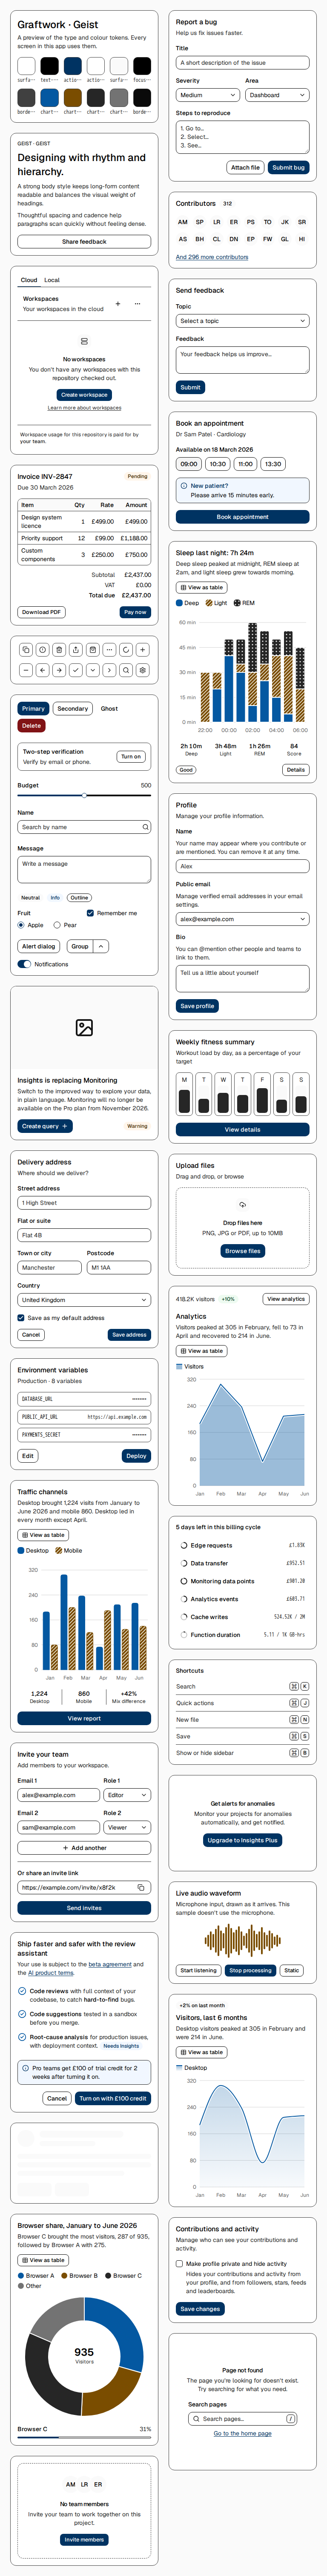 Graftwork · Geist
A preview of the type and colour tokens. Every
screen in this app uses them.
surfa…
text-…
actio…
actio…
surfa…
focus…
borde…
chart-…
chart-…
chart-…
chart-…
borde…
GEIST · GEIST
Designing with rhythm and
hierarchy.
A strong body style keeps long-form content
readable and balances the visual weight of
headings.
Thoughtful spacing and cadence help
paragraphs scan quickly without feeling dense.
Share feedback
Cloud Local
Workspaces
Your workspaces in the cloud
No workspaces
You don't have any workspaces with this
repository checked out.
Create workspace
Learn more about workspaces
Workspace usage for this repository is paid for by
your team.
Invoice INV-2847 Pending
Due 30 March 2026
Item Qty Rate Amount
Design system
licence 1 £499.00 £499.00
Priority support 12 £99.00 £1,188.00
Custom
components 3 £250.00 £750.00
Subtotal £2,437.00
VAT £0.00
Total due £2,437.00
Download PDF Pay now
Primary Secondary Ghost
Delete
Two-step verification
Verify by email or phone.
Turn on
Budget 500
Name
Search by name
Message
Write a message
Neutral Info Outline
Fruit
Remember me
Apple Pear
Alert dialog Group
Notifications
Insights is replacing Monitoring
Switch to the improved way to explore your data,
in plain language. Monitoring will no longer be
available on the Pro plan from November 2026.
Create query Warning
Delivery address
Where should we deliver?
Street address
1 High Street
Flat or suite
Flat 4B
Town or city Postcode
Manchester M1 1AA
Country
United Kingdom
Save as my default address
Cancel Save address
Environment variables
Production · 8 variables
DATABASE_URL ••••••••
PUBLIC_API_URL https://api.example.com
PAYMENTS_SECRET ••••••••
Edit Deploy
Traffic channels
Desktop brought 1,224 visits from January to
June 2026 and mobile 860. Desktop led in
every month except April.
View as table
Desktop Mobile
320
240
160
80
0
Jan Feb Mar Apr May Jun
1,224 860 +42%
Desktop Mobile Mix difference
View report
Invite your team
Add members to your workspace.
Email 1 Role 1
alex@example.com Editor
Email 2 Role 2
sam@example.com Viewer
Add another
Or share an invite link
https://example.com/invite/x8f2k
Send invites
Ship faster and safer with the review
assistant
Your use is subject to the beta agreement and
the AI product terms.
Code reviews with full context of your
codebase, to catch hard-to-find bugs.
Code suggestions tested in a sandbox
before you merge.
Root-cause analysis for production issues,
with deployment context. Needs Insights
Pro teams get £100 of trial credit for 2
weeks after turning it on.
Cancel Turn on with £100 credit
Browser share, January to June 2026
Browser C brought the most visitors, 287 of 935,
followed by Browser A with 275.
View as table
Browser A Browser B Browser C
Other
935
Visitors
Browser C 31%
AM LR ER
No team members
Invite your team to work together on this
project.
Invite members
Report a bug
Help us fix issues faster.
Title
A short description of the issue
Severity Area
Medium Dashboard
Steps to reproduce
1. Go to…
2. Select…
3. See…
Attach file Submit bug
Contributors 312
AM SP LR ER PS TO JK SR
AS BH CL DN EP FW GL HI
And 296 more contributors
Send feedback
Topic
Select a topic
Feedback
Your feedback helps us improve…
Submit
Book an appointment
Dr Sam Patel · Cardiology
Available on 18 March 2026
09:00 10:30 11:00 13:30
New patient?
Please arrive 15 minutes early.
Book appointment
Sleep last night: 7h 24m
Deep sleep peaked at midnight, REM sleep at
2am, and light sleep grew towards morning.
View as table
Deep Light REM
60 min
45 min
30 min
15 min
0 min
22:00 00:00 02:00 04:00 06:00
2h 10m 3h 48m 1h 26m 84
Deep Light REM Score
Good Details
Profile
Manage your profile information.
Name
Your name may appear where you contribute or
are mentioned. You can remove it at any time.
Alex
Public email
Manage verified email addresses in your email
settings.
alex@example.com
Bio
You can @mention other people and teams to
link to them.
Tell us a little about yourself
Save profile
Weekly fitness summary
Workout load by day, as a percentage of your
target
M T W T F S S
View details
Upload files
Drag and drop, or browse
Drop files here
PNG, JPG or PDF, up to 10MB
Browse files
418.2K visitors +10% View analytics
Analytics
Visitors peaked at 305 in February, fell to 73 in
April and recovered to 214 in June.
View as table
Visitors
320
240
160
80
0
Jan Feb Mar Apr May Jun
5 days left in this billing cycle
Edge requests £1.83K
Data transfer £952.51
Monitoring data points £901.20
Analytics events £603.71
Cache writes 524.52K / 2M
Function duration 5.11 / 1K GB-hrs
Shortcuts
Search ⌘ K
Quick actions ⌘ J
New file ⌘ N
Save ⌘ S
Show or hide sidebar ⌘ B
Get alerts for anomalies
Monitor your projects for anomalies
automatically, and get notified.
Upgrade to Insights Plus
Live audio waveform
Microphone input, drawn as it arrives. This
sample doesn't use the microphone.
Start listening Stop processing Static
+2% on last month
Visitors, last 6 months
Desktop visitors peaked at 305 in February and
were 214 in June.
View as table
Desktop
320
240
160
80
0
Jan Feb Mar Apr May Jun
Contributions and activity
Manage who can see your contributions and
activity.
Make profile private and hide activity
Hides your contributions and activity from
your profile, and from followers, stars, feeds
and leaderboards.
Save changes
Page not found
The page you're looking for doesn't exist.
Try searching for what you need.
Search pages
Search pages… /
Go to the home page